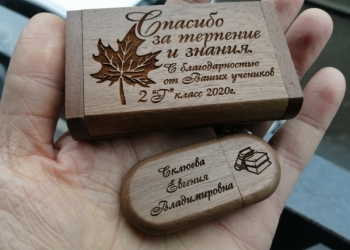 Спасибо
за терпение
и знания.
С благодарностью
от Ваших учеников
2 "Г" класс 2020г.
Склюева
Евгения
Владимировна